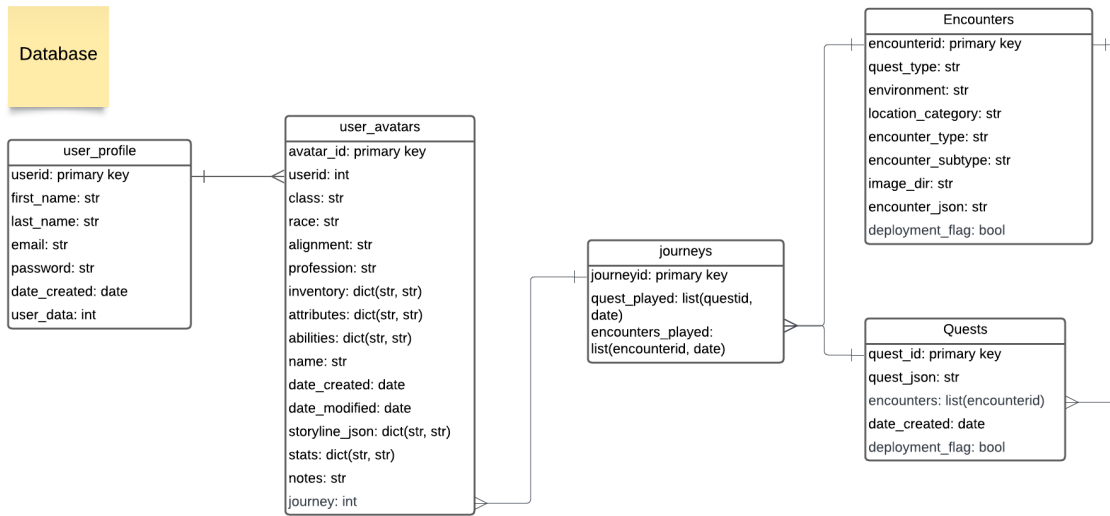 Database
user_profile
userid: primary key
first_name: str
last_name: str
email: str
password: str
date_created: date
user_data: int
user_avatars
avatar_id: primary key
userid: int
class: str
race: str
alignment: str
profession: str
inventory: dict(str, str)
attributes: dict(str, str)
abilities: dict(str, str)
name: str
date_created: date
date_modified: date
storyline_json: dict(str, str)
stats: dict(str, str)
notes: str
journey: int
journeys
journeyid: primary key
quest_played: list(questid,
date)
encounters_played:
list(encounterid, date)
Encounters
encounterid: primary key
quest_type: str
environment: str
location_category: str
encounter_type: str
encounter_subtype: str
image_dir: str
encounter_json: str
deployment_flag: bool
Quests
quest_id: primary key
quest_json: str
encounters: list(encounterid)
date_created: date
deployment_flag: bool